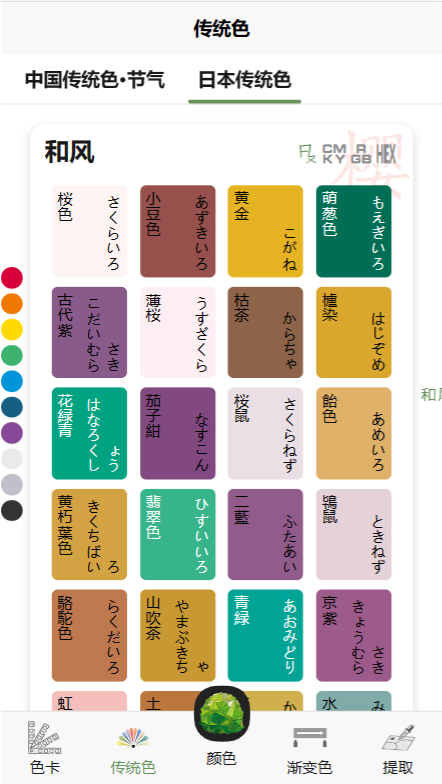 传统色
中国传统色·节气
日本传统色
和风
CM
KY
R
GB
HEX
樱
桜色
さくらいろ
小豆色
あずきいろ
黄金
こがね
萌葱色
もえぎいろ
古代紫
こだいむら
さき
薄桜
うすざくら
枯茶
からちゃ
櫨染
はじぞめ
花緑青
はなろくし
ょう
茄子紺
なすこん
桜鼠
さくらねず
飴色
あめいろ
黄朽葉色
きくちばい
ろ
翡翠色
ひすいいろ
二藍
ふたあい
鴇鼠
ときねず
駱駝色
らくだいろ
山吹茶
やまぶきち
ゃ
青緑
あおみどり
京紫
きょうむら
さき
虹
土
か
水
み
和
色卡
传统色
颜色
渐变色
提取